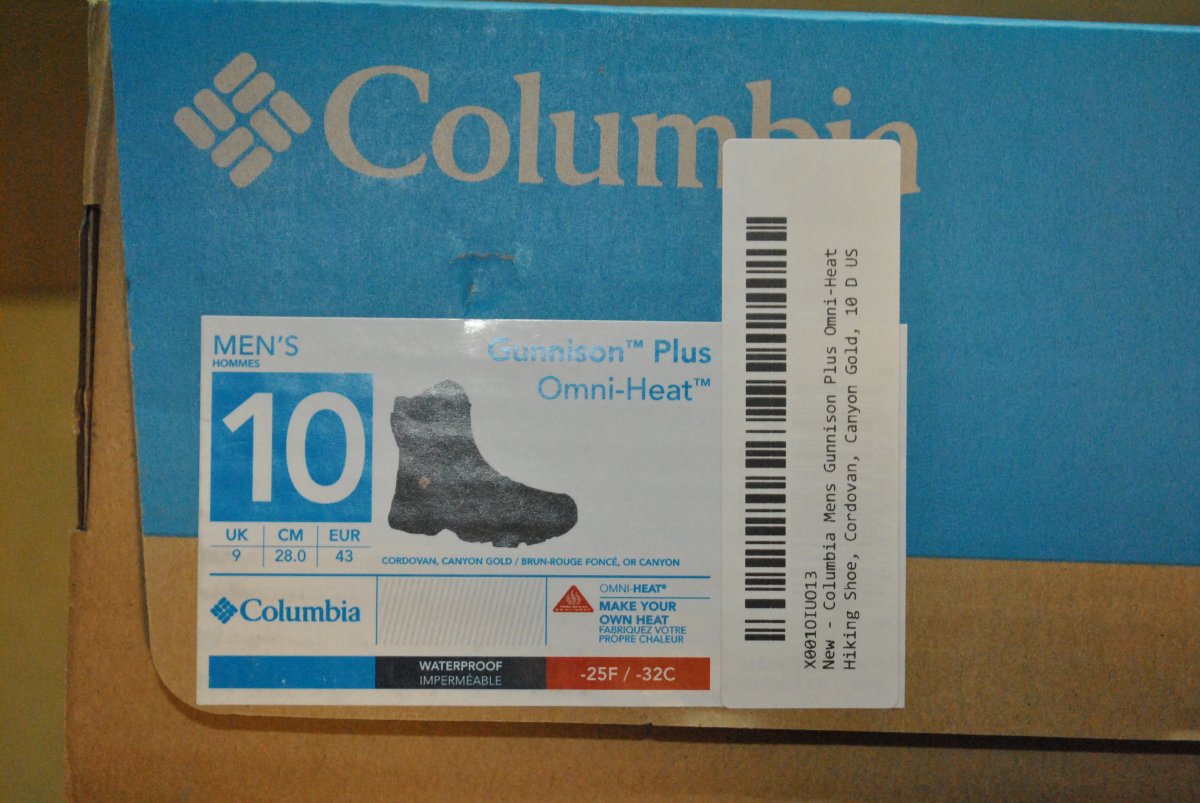 Columbia
MEN'S
HOMMES
10
UK CM EUR
9 28.0 43
Gunnison™ Plus
Omni-Heat™
CORDOVAN, CANYON GOLD / BRUN-ROUGE FONCÉ, OR CANYON
Columbia
OMNI-HEAT®
MAKE YOUR
OWN HEAT
FABRIQUEZ VOTRE
PROPRE CHALEUR
WATERPROOF
IMPERMÉABLE
-25F / -32C
X0010IUO13
New - Columbia Mens Gunnison Plus Omni-Heat
Hiking Shoe, Cordovan, Canyon Gold, 10 D US